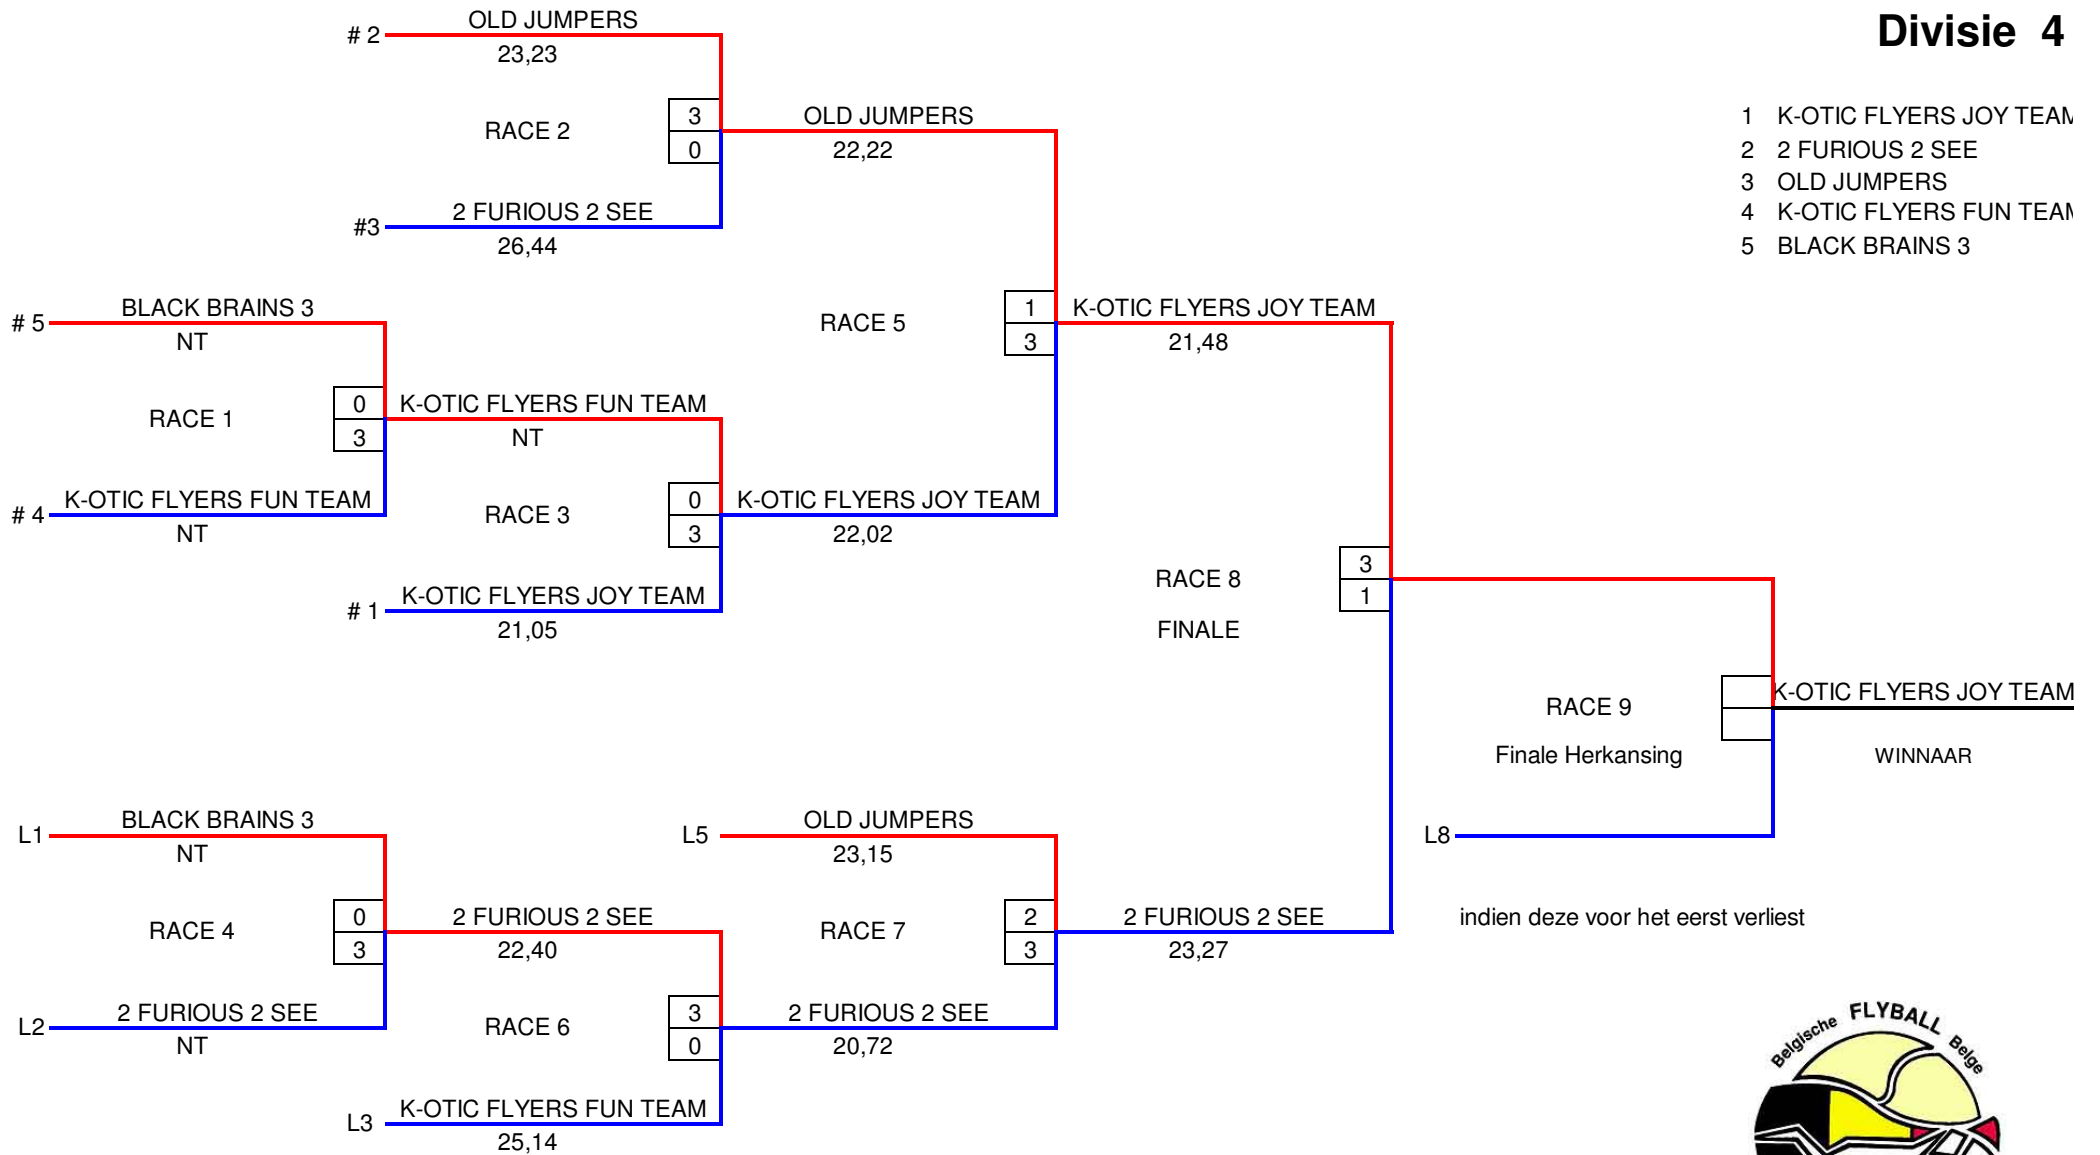 Divisie 4
1 K-OTIC FLYERS JOY TEAM
2 2 FURIOUS 2 SEE
3 OLD JUMPERS
4 K-OTIC FLYERS FUN TEAM
5 BLACK BRAINS 3
# 2 OLD JUMPERS
23,23
RACE 2
3
0
#3 2 FURIOUS 2 SEE
26,44
OLD JUMPERS
22,22
# 5 BLACK BRAINS 3
NT
RACE 1
0
3
# 4 K-OTIC FLYERS FUN TEAM
NT
K-OTIC FLYERS FUN TEAM
NT
RACE 3
0
3
# 1 K-OTIC FLYERS JOY TEAM
21,05
RACE 5
1
3
K-OTIC FLYERS JOY TEAM
22,02
K-OTIC FLYERS JOY TEAM
21,48
RACE 8
3
1
FINALE
RACE 9
Finale Herkansing
K-OTIC FLYERS JOY TEAM
WINNAAR
L8
indien deze voor het eerst verliest
L1 BLACK BRAINS 3
NT
RACE 4
0
3
L2 2 FURIOUS 2 SEE
NT
2 FURIOUS 2 SEE
22,40
RACE 6
3
0
L3 K-OTIC FLYERS FUN TEAM
25,14
L5 OLD JUMPERS
23,15
RACE 7
2
3
2 FURIOUS 2 SEE
20,72
2 FURIOUS 2 SEE
23,27
Belgische FLYBALL Belge